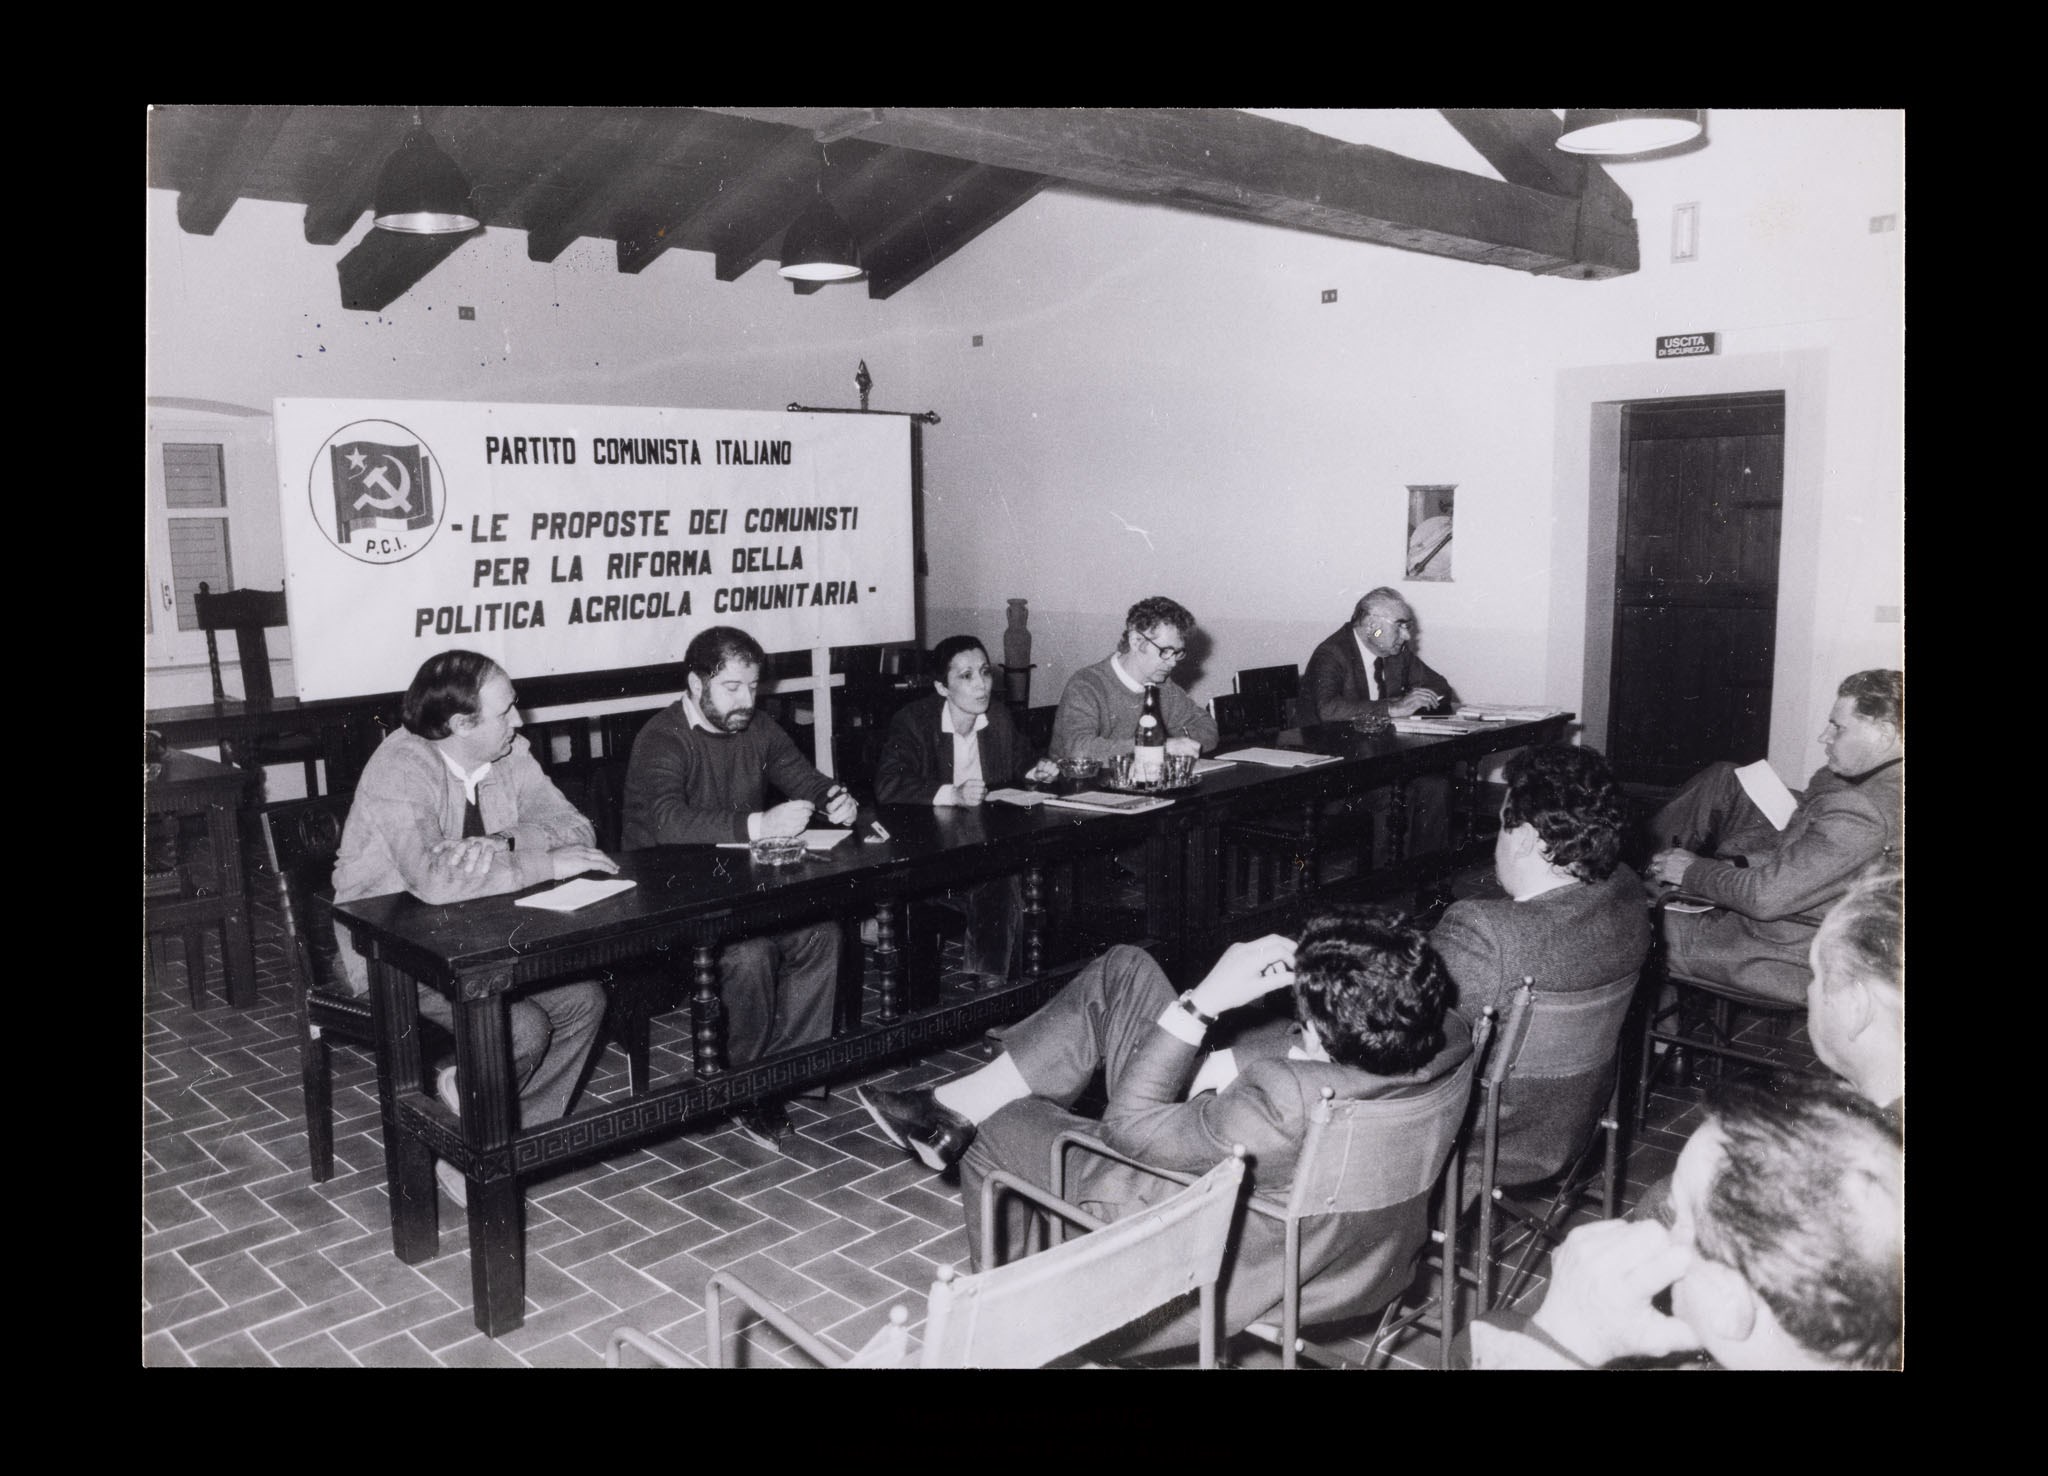 PARTITO COMUNISTA ITALIANO
- LE PROPOSTE DEI COMUNISTI
PER LA RIFORMA DELLA
POLITICA AGRICOLA COMUNITARIA -
P.C.I.
USCITA
DI SICUREZZA